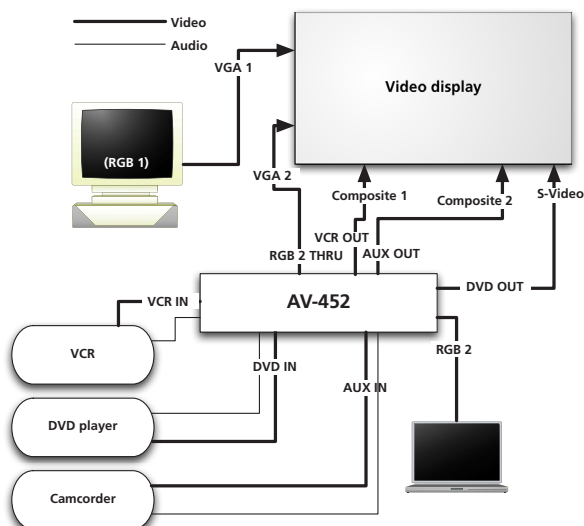 Video
Audio
VGA 1
Video display
(RGB 1)
VGA 2
Composite 1
Composite 2
S-Video
VCR OUT
AUX OUT
RGB 2 THRU
DVD OUT
AV-452
VCR IN
RGB 2
VCR
DVD IN
AUX IN
DVD player
Camcorder